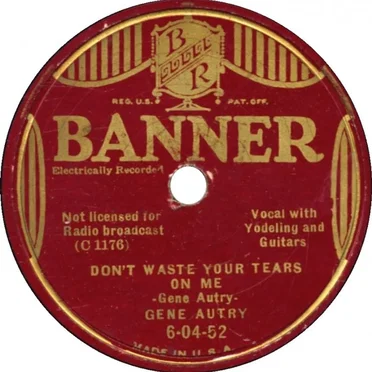 B
R
REG. U.S. PAT. OFF.
BANNER
Electrically Recorded
Not licensed for
Radio broadcast
(C 1176)
Vocal with
Yodeling and
Guitars
DON'T WASTE YOUR TEARS
ON ME
-Gene Autry-
GENE AUTRY
6-04-52
MADE IN U.S.A.